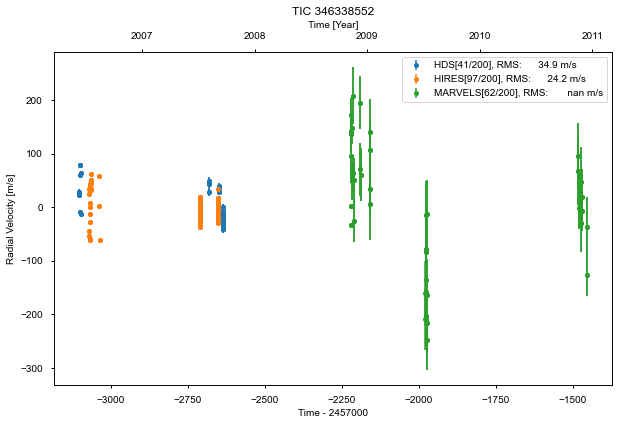 TIC 346338552
Time [Year]
2007 2008 2009 2010 2011
HDS[41/200], RMS: 34.9 m/s
HIRES[97/200], RMS: 24.2 m/s
MARVELS[62/200], RMS: nan m/s
Radial Velocity [m/s]
200
100
0
−100
−200
−300
−3000 −2750 −2500 −2250 −2000 −1750 −1500
Time - 2457000